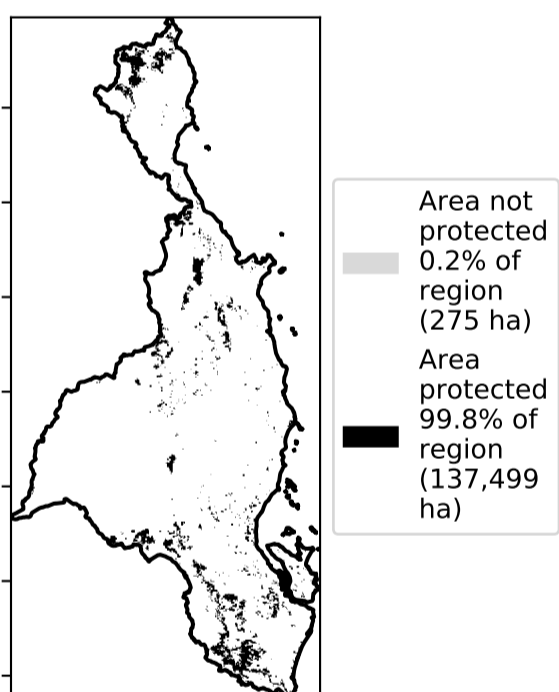 Area not
protected
0.2% of
region
(275 ha)
Area
protected
99.8% of
region
(137,499
ha)